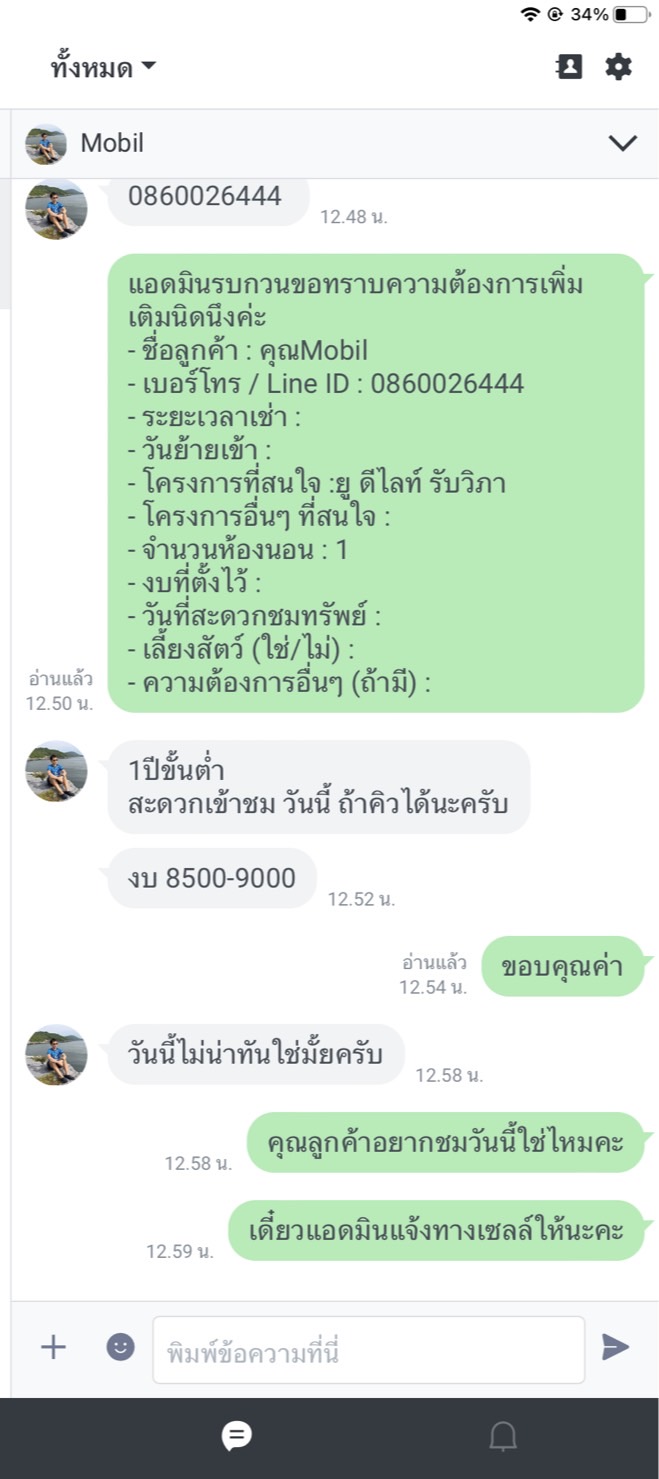 34%
ทั้งหมด
Mobil
0860026444
12.48 น.
แอดมินรบกวนขอทราบความต้องการเพิ่ม
เติมนิดนึงค่ะ
- ชื่อลูกค้า : คุณMobil
- เบอร์โทร / Line ID : 0860026444
- ระยะเวลาเช่า :
- วันย้ายเข้า :
- โครงการที่สนใจ :ยู ดีไลท์ รับวิภา
- โครงการอื่นๆ ที่สนใจ :
- จำนวนห้องนอน : 1
- งบที่ตั้งไว้ :
- วันที่สะดวกชมทรัพย์ :
- เลี้ยงสัตว์ (ใช่/ไม่) :
- ความต้องการอื่นๆ (ถ้ามี) :
อ่านแล้ว
12.50 น.
1ปีขั้นต่ำ
สะดวกเข้าชม วันนี้ ถ้าคิวได้นะครับ
งบ 8500-9000
12.52 น.
อ่านแล้ว
12.54 น.
ขอบคุณค่า
วันนี้ไม่น่าทันใช่มั้ยครับ
12.58 น.
คุณลูกค้าอยากชมวันนี้ใช่ไหมคะ
12.58 น.
เดี๋ยวแอดมินแจ้งทางเซลล์ให้นะคะ
12.59 น.
พิมพ์ข้อความที่นี่